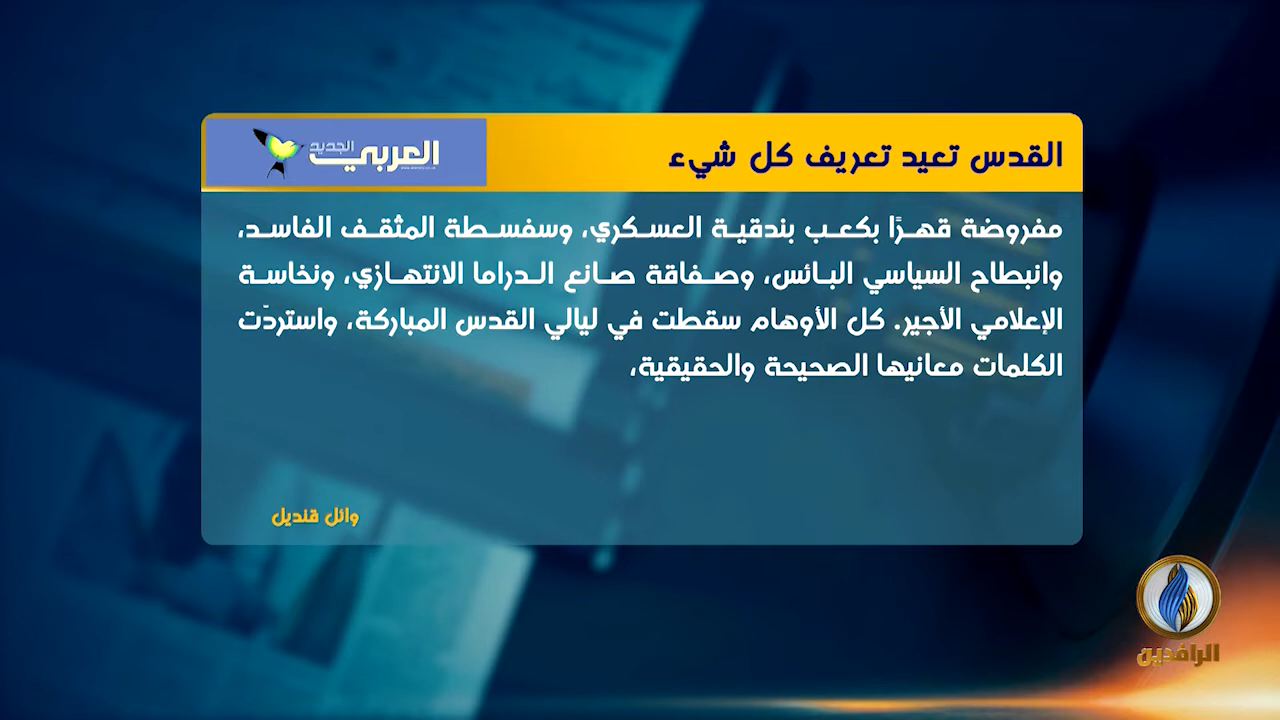 القدس تعيد تعريف كل شيء
العربي الجديد
مفروضة قهرًا بكعب بندقية العسكري، وسفسطة المثقف الفاسد،
وانبطاح السياسي البائس، وصفاقة صانع الدراما الانتهازي، ونخاسة
الإعلامي الأجير. كل الأوهام سقطت في ليالي القدس المباركة، واستردّت
الكلمات معانيها الصحيحة والحقيقية،
وائل قنديل
الرافدين